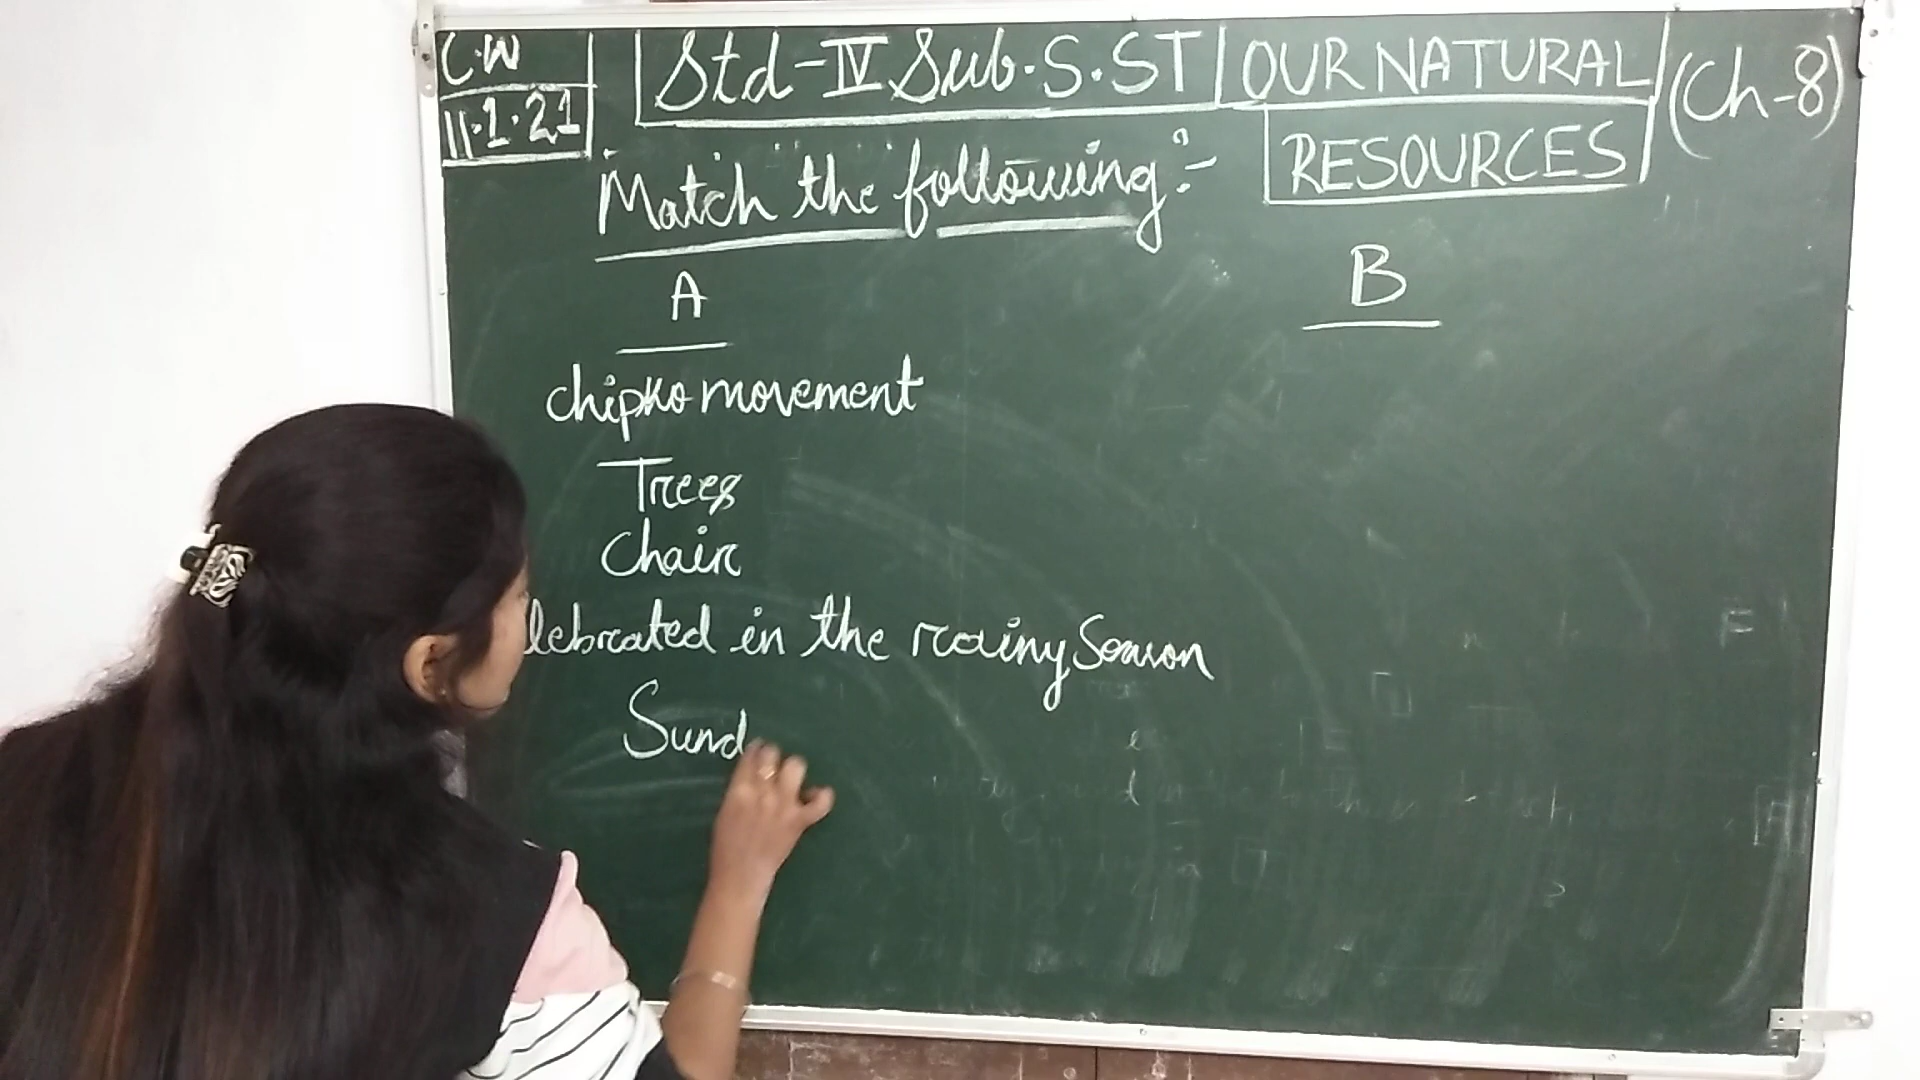 C.W
11.1.21
Std-IV Sub.S.ST OUR NATURAL RESOURCES (Ch-8)
Match the following:-
A B
chipko movement
Trees
Chair
lebrated in the rainy Season
Sund